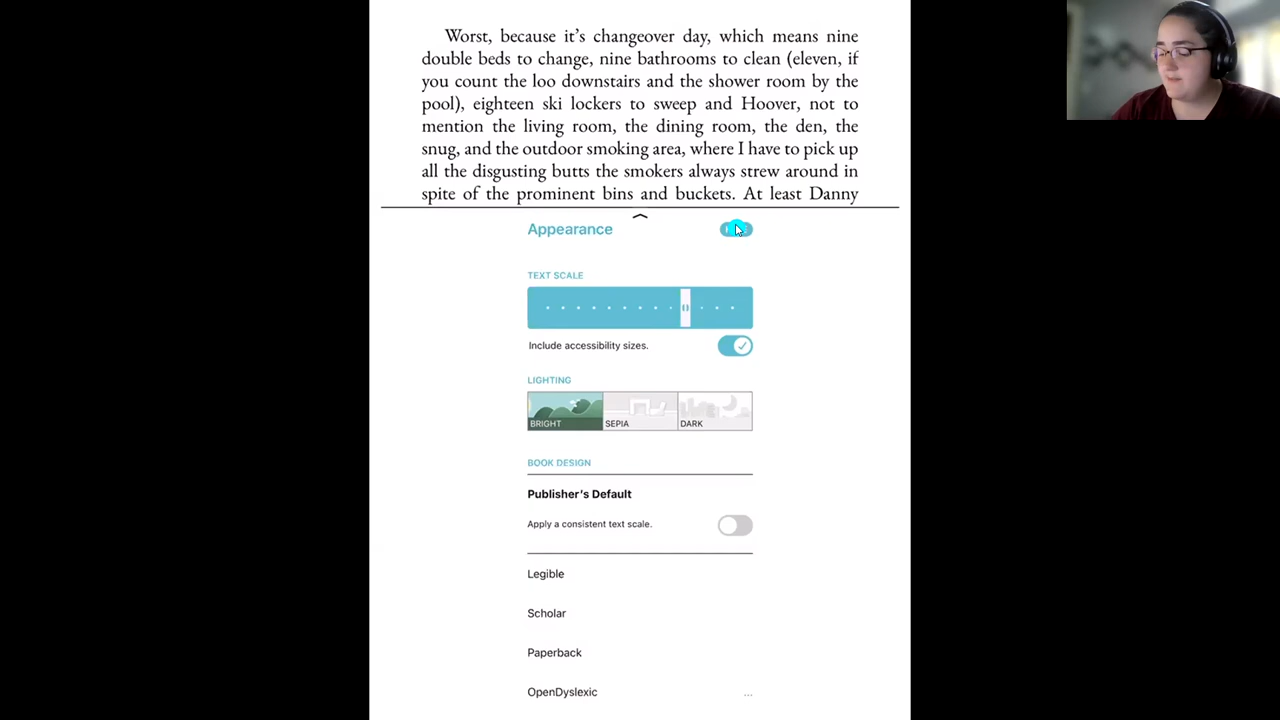 Worst, because it’s changeover day, which means nine
double beds to change, nine bathrooms to clean (eleven, if
you count the loo downstairs and the shower room by the
pool), eighteen ski lockers to sweep and Hoover, not to
mention the living room, the dining room, the den, the
snug, and the outdoor smoking area, where I have to pick up
all the disgusting butts the smokers always strew around in
spite of the prominent bins and buckets. At least Danny
Appearance
TEXT SCALE
Include accessibility sizes.
LIGHTING
BRIGHT SEPIA DARK
BOOK DESIGN
Publisher’s Default
Apply a consistent text scale.
Legible
Scholar
Paperback
OpenDyslexic ...